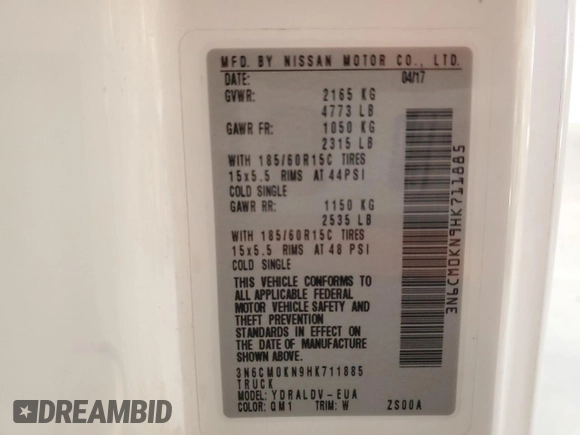 MFD. BY NISSAN MOTOR CO., LTD.
DATE: 04/17
GVWR: 2165 KG
4773 LB
GAWR FR: 1050 KG
2315 LB
WITH 185/60R15C TIRES
15x5.5 RIMS AT 44PSI
COLD SINGLE
GAWR RR: 1150 KG
2535 LB
WITH 185/60R15C TIRES
15x5.5 RIMS AT 48 PSI
COLD SINGLE
THIS VEHICLE CONFORMS TO
ALL APPLICABLE FEDERAL
MOTOR VEHICLE SAFETY AND
THEFT PREVENTION
STANDARDS IN EFFECT ON
THE DATE OF MANUFACTURE
SHOWN ABOVE.
3N6CM0KN9HK711885
TRUCK
MODEL: YDRALDV-EUA
COLOR: QM1 TRIM: W ZS00A
3N6CM0KN9HK711885
DREAMBID